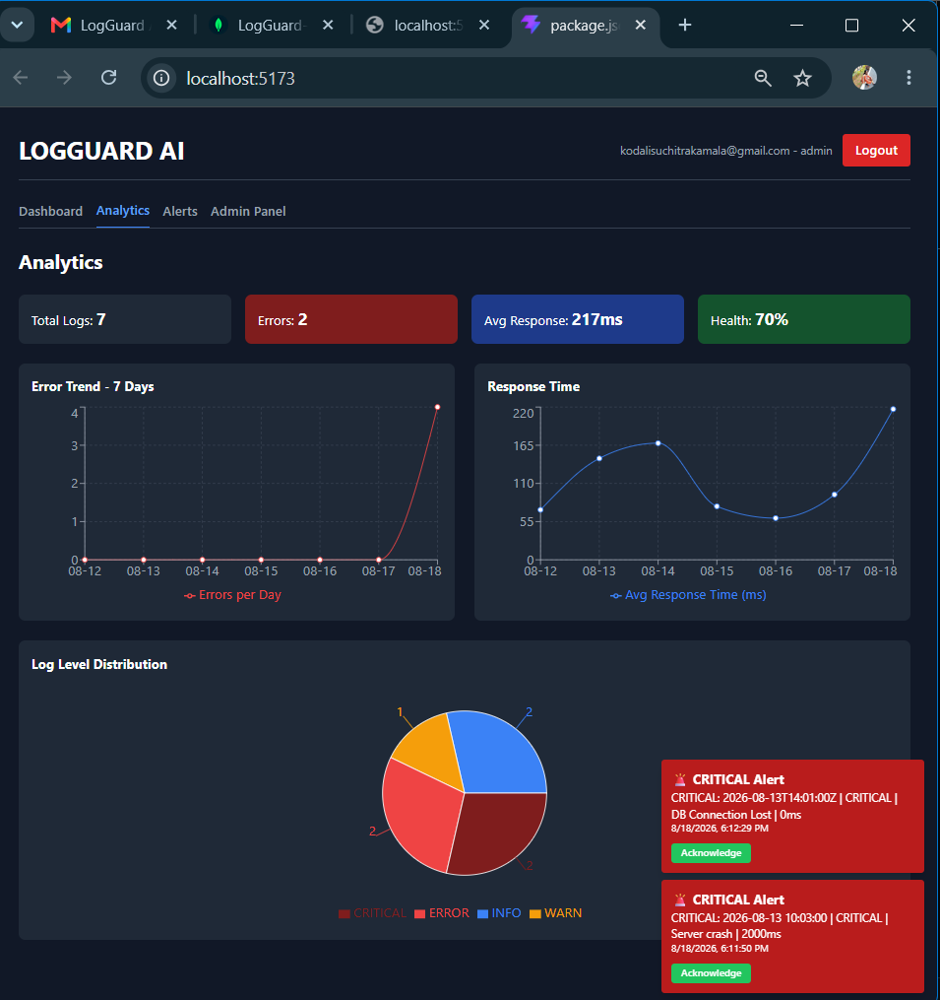 LogGuard
LogGuard-
localhost:5
package.js
localhost:5173
LOGGUARD AI
kodalisuchitrakamala@gmail.com - admin
Logout
Dashboard Analytics Alerts Admin Panel
Analytics
Total Logs: 7
Errors: 2
Avg Response: 217ms
Health: 70%
Error Trend - 7 Days
4
3
2
1
0
08-12 08-13 08-14 08-15 08-16 08-17 08-18
Errors per Day
Response Time
220
165
110
55
0
08-12 08-13 08-14 08-15 08-16 08-17 08-18
Avg Response Time (ms)
Log Level Distribution
1
2
2
2
CRITICAL ERROR INFO WARN
CRITICAL Alert
CRITICAL: 2026-08-13T14:01:00Z | CRITICAL |
DB Connection Lost | 0ms
8/18/2026, 6:12:29 PM
Acknowledge
CRITICAL Alert
CRITICAL: 2026-08-13 10:03:00 | CRITICAL |
Server crash | 2000ms
8/18/2026, 6:11:50 PM
Acknowledge